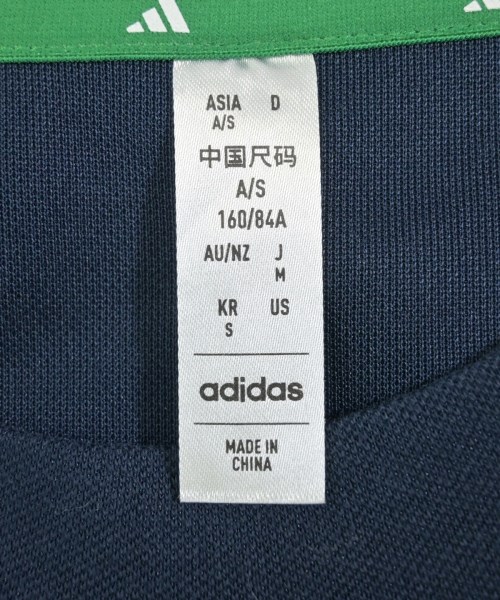 ASIA D
A/S
中国尺码
A/S
160/84A
AU/NZ J
M
KR US
S
adidas
MADE IN
CHINA